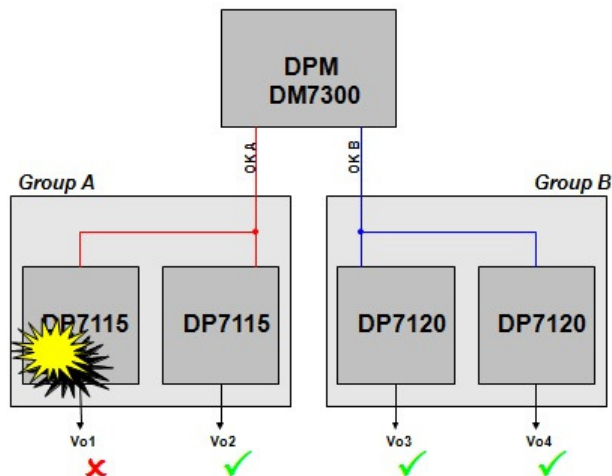 DPM
DM7300
OK A
OK B
Group A
Group B
DP7115
DP7115
DP7120
DP7120
Vo1
Vo2
Vo3
Vo4